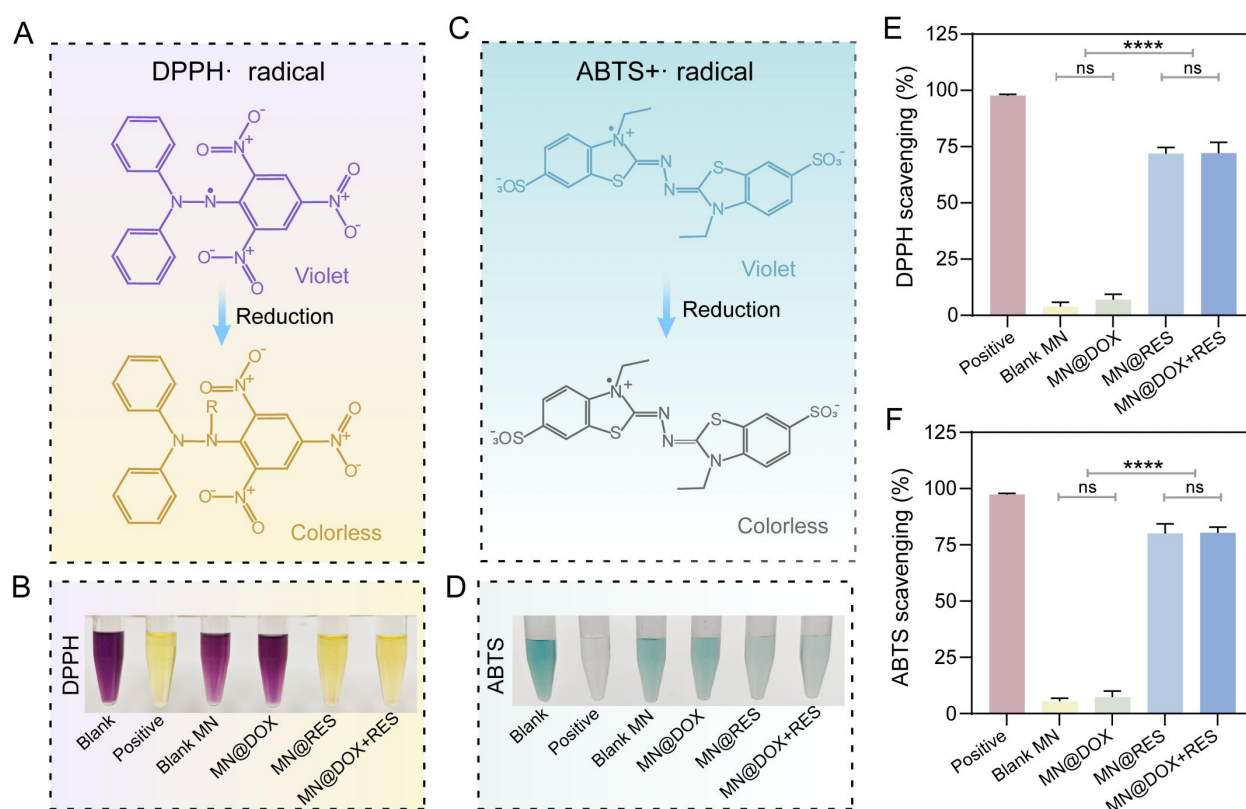 A
DPPH· radical
O⁻
O
N⁺
O
N
N
N⁺
O⁻
O⁻
N⁺
O
Violet
Reduction
O⁻
O
N⁺
R
O
N
N
N⁺
O⁻
O⁻
N⁺
O
Colorless
B
DPPH
Blank
Positive
Blank MN
MN@DOX
MN@RES
MN@DOX+RES
C
ABTS+· radical
N⁺
S
SO₃⁻
⁻₃OS
S
N
N
N
Violet
Reduction
N⁺
S
SO₃⁻
⁻₃OS
S
N
N
N
Colorless
D
ABTS
Blank
Positive
Blank MN
MN@DOX
MN@RES
MN@DOX+RES
E
DPPH scavenging (%)
125
100
75
50
25
0
****
ns
ns
Positive
Blank MN
MN@DOX
MN@RES
MN@DOX+RES
F
ABTS scavenging (%)
125
100
75
50
25
0
****
ns
ns
Positive
Blank MN
MN@DOX
MN@RES
MN@DOX+RES